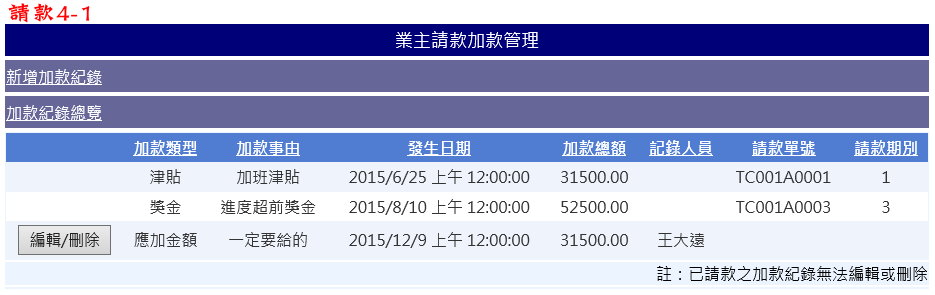 請款4-1
業主請款加款管理
新增加款紀錄
加款紀錄總覽
加款類型 加款事由 發生日期 加款總額 記錄人員 請款單號 請款期別
津貼 加班津貼 2015/6/25 上午 12:00:00 31500.00 TC001A0001 1
獎金 進度超前獎金 2015/8/10 上午 12:00:00 52500.00 TC001A0003 3
編輯/刪除 應加金額 一定要給的 2015/12/9 上午 12:00:00 31500.00 王大遠
註：已請款之加款紀錄無法編輯或刪除